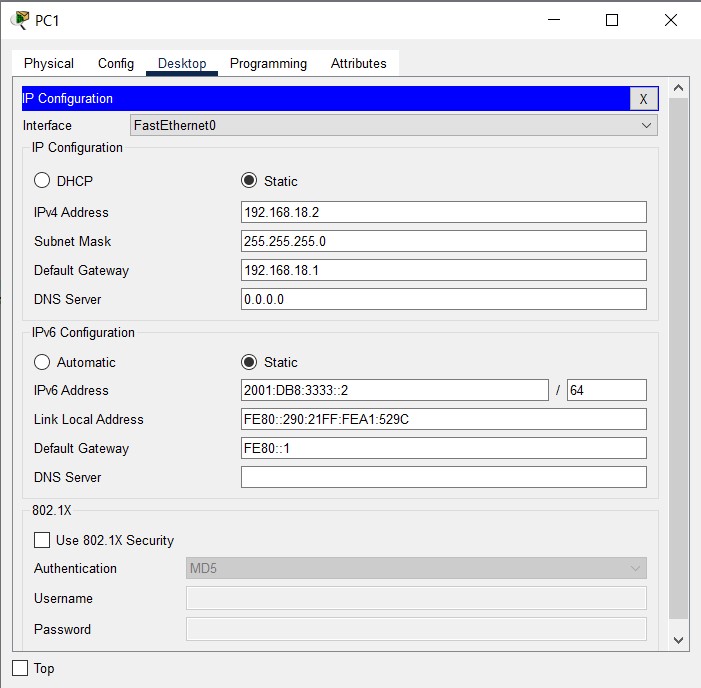 PC1
Physical Config Desktop Programming Attributes
IP Configuration X
Interface FastEthernet0
IP Configuration
DHCP Static
IPv4 Address 192.168.18.2
Subnet Mask 255.255.255.0
Default Gateway 192.168.18.1
DNS Server 0.0.0.0
IPv6 Configuration
Automatic Static
IPv6 Address 2001:DB8:3333::2 / 64
Link Local Address FE80::290:21FF:FEA1:529C
Default Gateway FE80::1
DNS Server
802.1X
Use 802.1X Security
Authentication MD5
Username
Password
Top